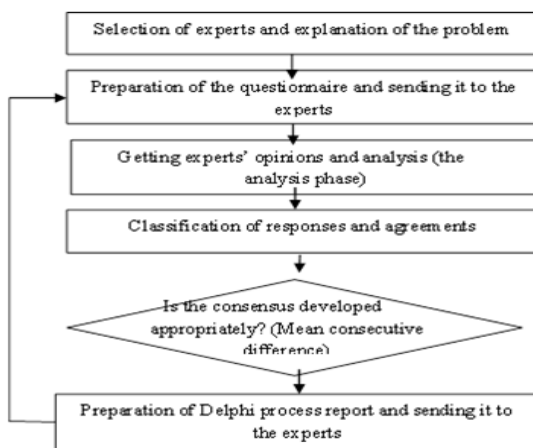 Selection of experts and explanation of the problem
Preparation of the questionnaire and sending it to the
experts
Getting experts' opinions and analysis (the
analysis phase)
Classification of responses and agreements
Is the consensus developed
appropriately? (Mean consecutive
difference)
Preparation of Delphi process report and sending it to
the experts